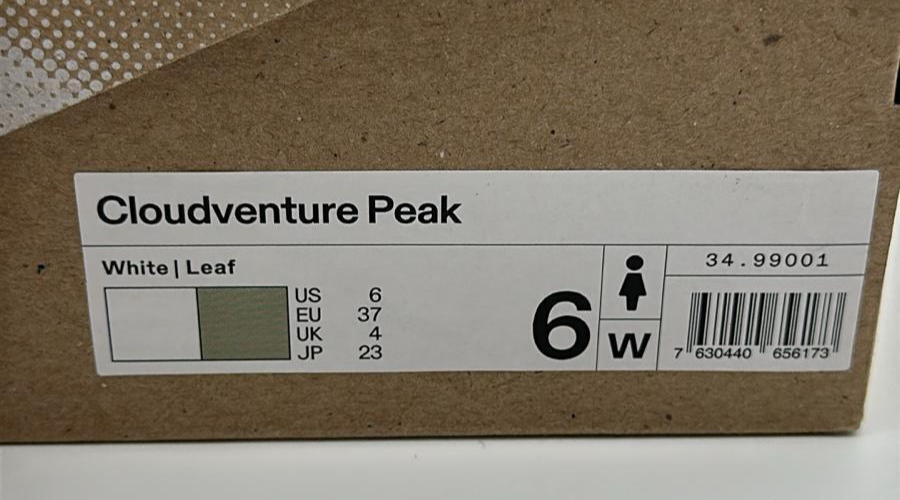 Cloudventure Peak
White | Leaf
US 6
EU 37
UK 4
JP 23
6
W
34.99001
7 630440 656173